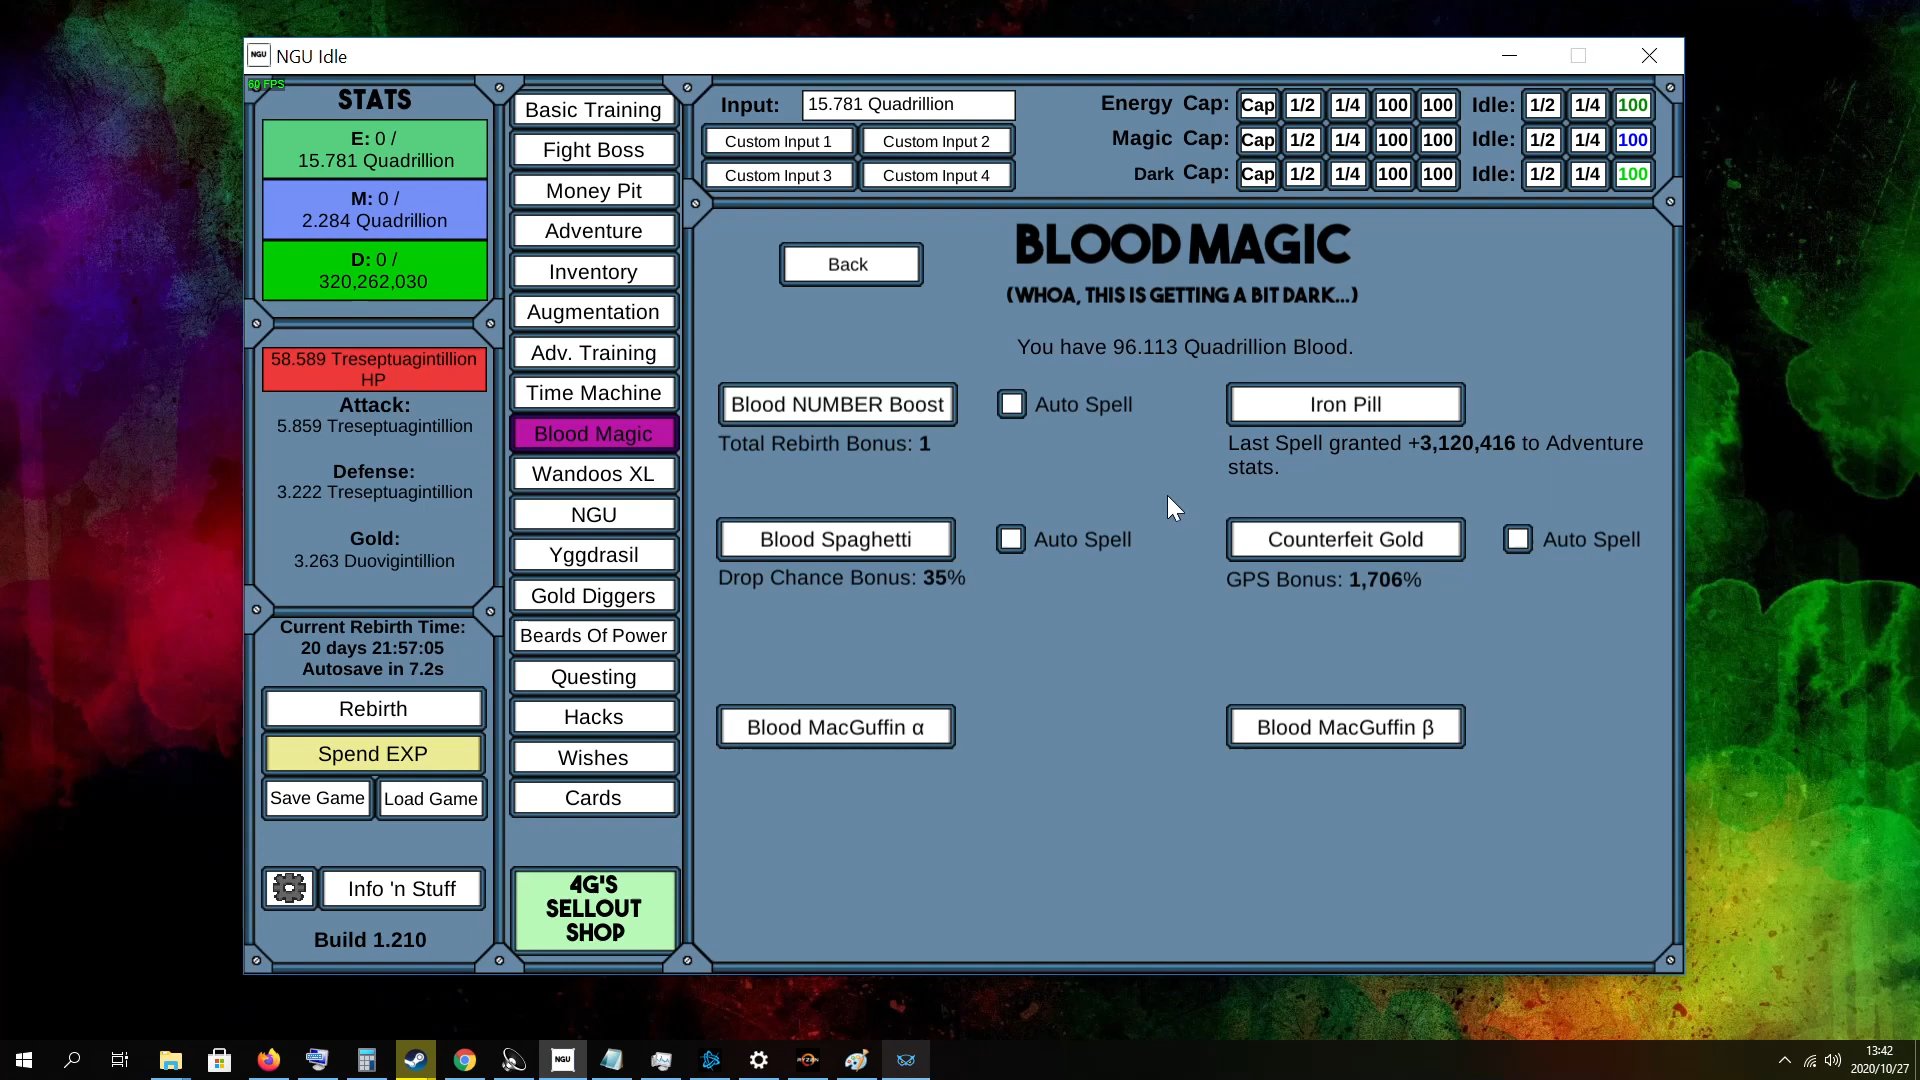 NGU Idle
60 FPS
STATS
E: 0 /
15.781 Quadrillion
M: 0 /
2.284 Quadrillion
D: 0 /
320,262,030
58.589 Treseptuagintillion
HP
Attack:
5.859 Treseptuagintillion
Defense:
3.222 Treseptuagintillion
Gold:
3.263 Duovigintillion
Current Rebirth Time:
20 days 21:57:05
Autosave in 7.2s
Rebirth
Spend EXP
Save Game Load Game
Info 'n Stuff
Build 1.210
Basic Training
Fight Boss
Money Pit
Adventure
Inventory
Augmentation
Adv. Training
Time Machine
Blood Magic
Wandoos XL
NGU
Yggdrasil
Gold Diggers
Beards Of Power
Questing
Hacks
Wishes
Cards
4G'S
SELLOUT
SHOP
Input: 15.781 Quadrillion
Custom Input 1 Custom Input 2
Custom Input 3 Custom Input 4
Energy Cap: Cap 1/2 1/4 100 100 Idle: 1/2 1/4 100
Magic Cap: Cap 1/2 1/4 100 100 Idle: 1/2 1/4 100
Dark Cap: Cap 1/2 1/4 100 100 Idle: 1/2 1/4 100
Back
BLOOD MAGIC
(WHOA, THIS IS GETTING A BIT DARK...)
You have 96.113 Quadrillion Blood.
Blood NUMBER Boost Auto Spell
Total Rebirth Bonus: 1
Iron Pill
Last Spell granted +3,120,416 to Adventure
stats.
Blood Spaghetti Auto Spell
Drop Chance Bonus: 35%
Counterfeit Gold Auto Spell
GPS Bonus: 1,706%
Blood MacGuffin α
Blood MacGuffin β
NGU
RYZEN
13:42
2020/10/27